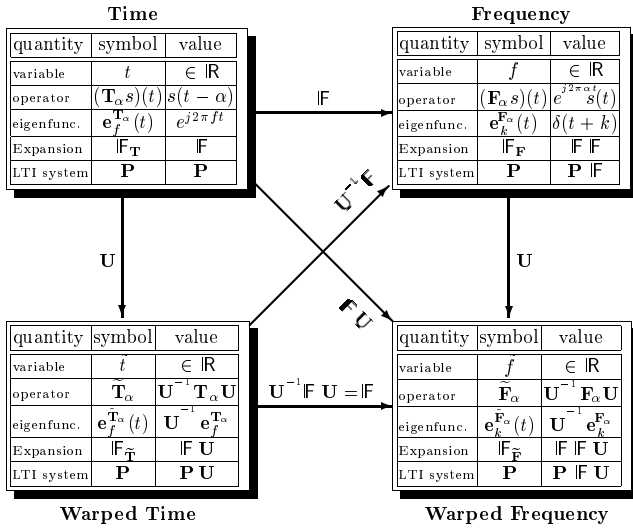 Time
quantity symbol value
variable t ∈ ℝ
operator (𝐓_α s)(t) s(t − α)
eigenfunc. 𝐞_f^{𝐓_α}(t) e^{j2πft}
Expansion 𝔽_𝐓 𝔽
LTI system 𝐏 𝐏
Frequency
quantity symbol value
variable f ∈ ℝ
operator (𝐅_α s)(t) e^{j2παt}s(t)
eigenfunc. 𝐞_k^{𝐅_α}(t) δ(t + k)
Expansion 𝔽_𝐅 𝔽 𝔽
LTI system 𝐏 𝐏 𝔽
𝔽
𝐔^{−1}𝔽
𝔽𝐔
𝐔
𝐔
𝐔^{−1}𝔽 𝐔 = 𝔽
quantity symbol value
variable t̃ ∈ ℝ
operator 𝐓̃_α 𝐔^{−1}𝐓_α𝐔
eigenfunc. 𝐞_f^{𝐓̃_α}(t) 𝐔^{−1} 𝐞_f^{𝐓_α}
Expansion 𝔽_𝐓̃ 𝔽 𝐔
LTI system 𝐏 𝐏 𝐔
Warped Time
quantity symbol value
variable f̃ ∈ ℝ
operator 𝐅̃_α 𝐔^{−1}𝐅_α𝐔
eigenfunc. 𝐞_k^{𝐅̃_α}(t) 𝐔^{−1} 𝐞_k^{𝐅_α}
Expansion 𝔽_𝐅̃ 𝔽 𝔽 𝐔
LTI system 𝐏 𝐏 𝔽 𝐔
Warped Frequency